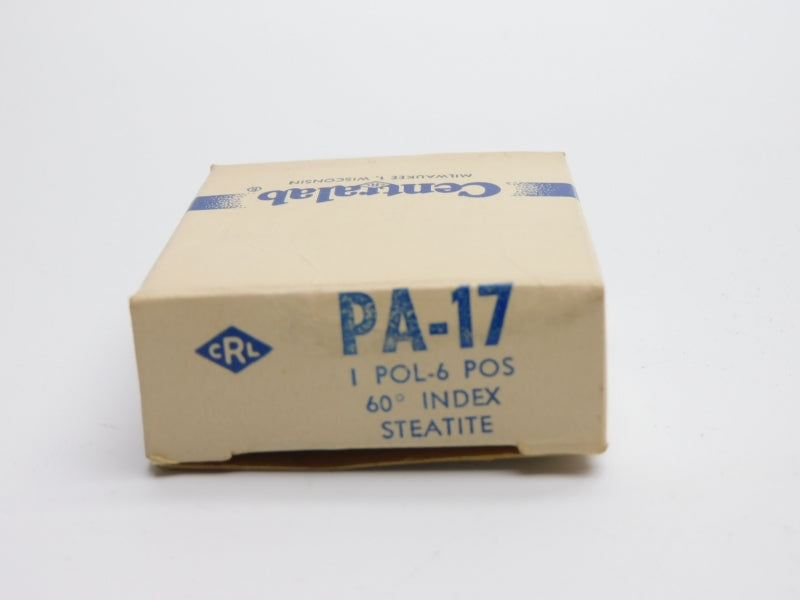 Centralab ®
MILWAUKEE 1, WISCONSIN
CRL
PA-17
1 POL-6 POS
60° INDEX
STEATITE